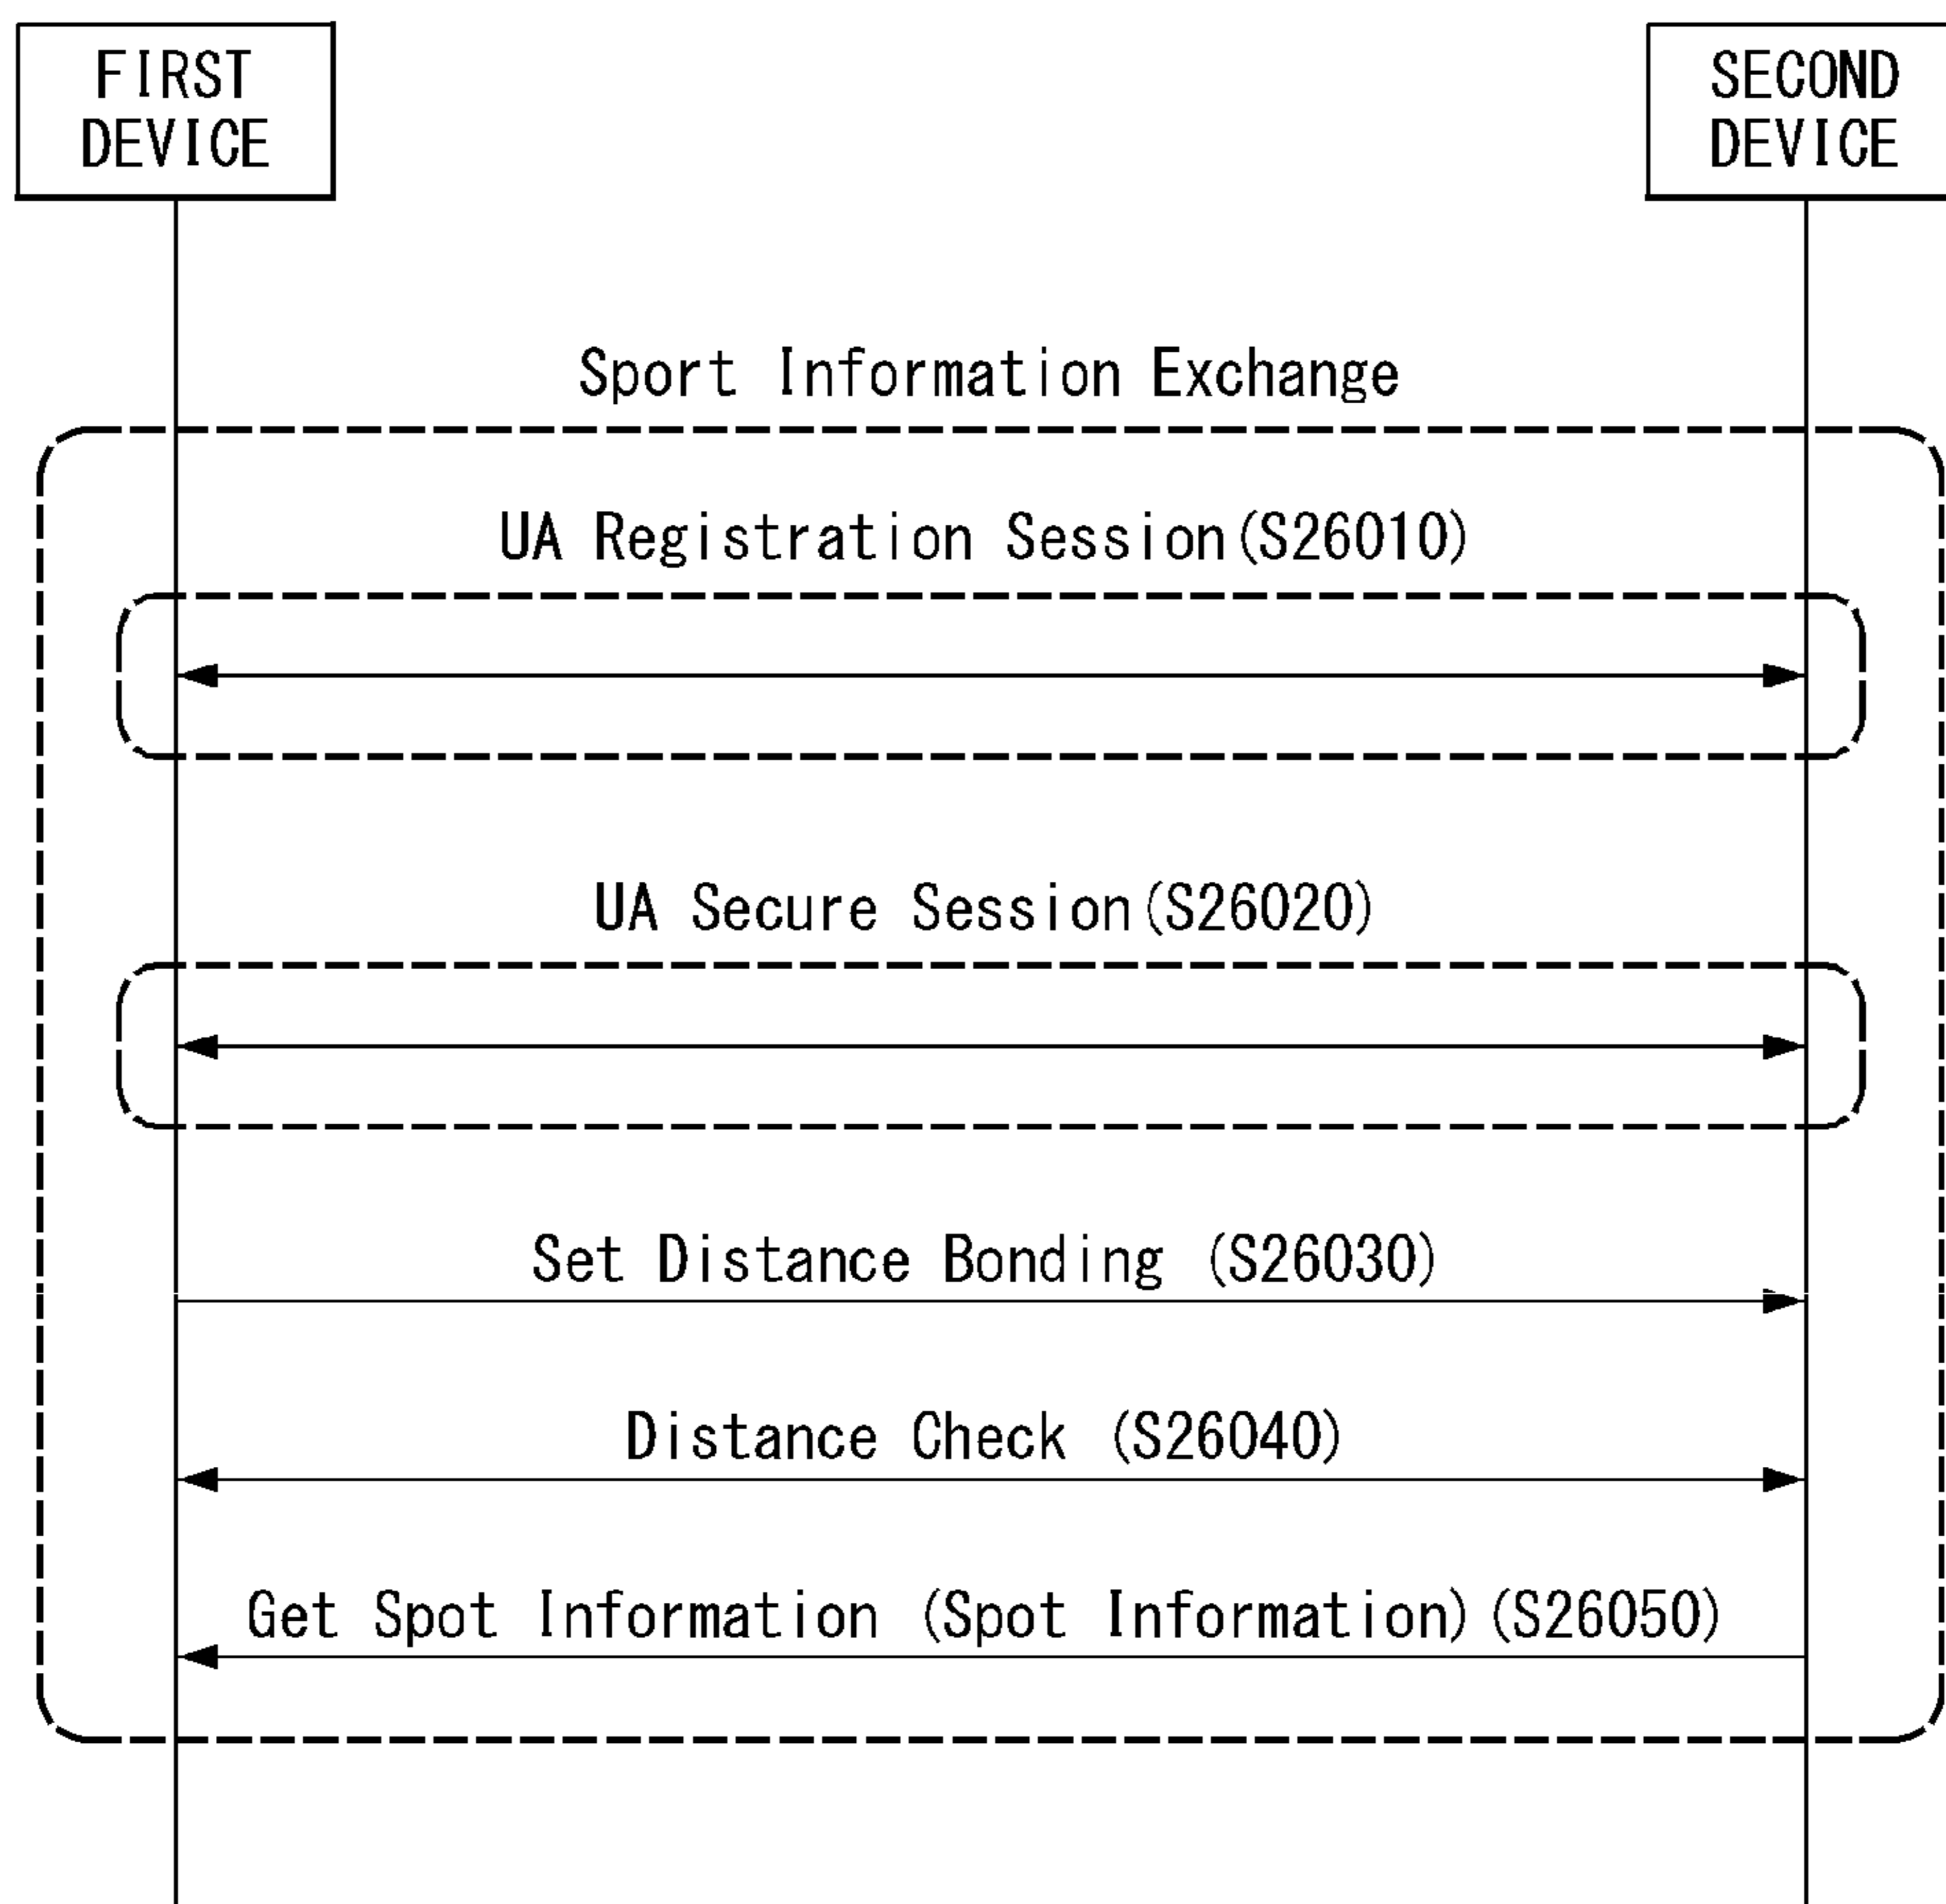 FIRST
DEVICE
SECOND
DEVICE
Sport Information Exchange
UA Registration Session(S26010)
UA Secure Session(S26020)
Set Distance Bonding (S26030)
Distance Check (S26040)
Get Spot Information (Spot Information)(S26050)